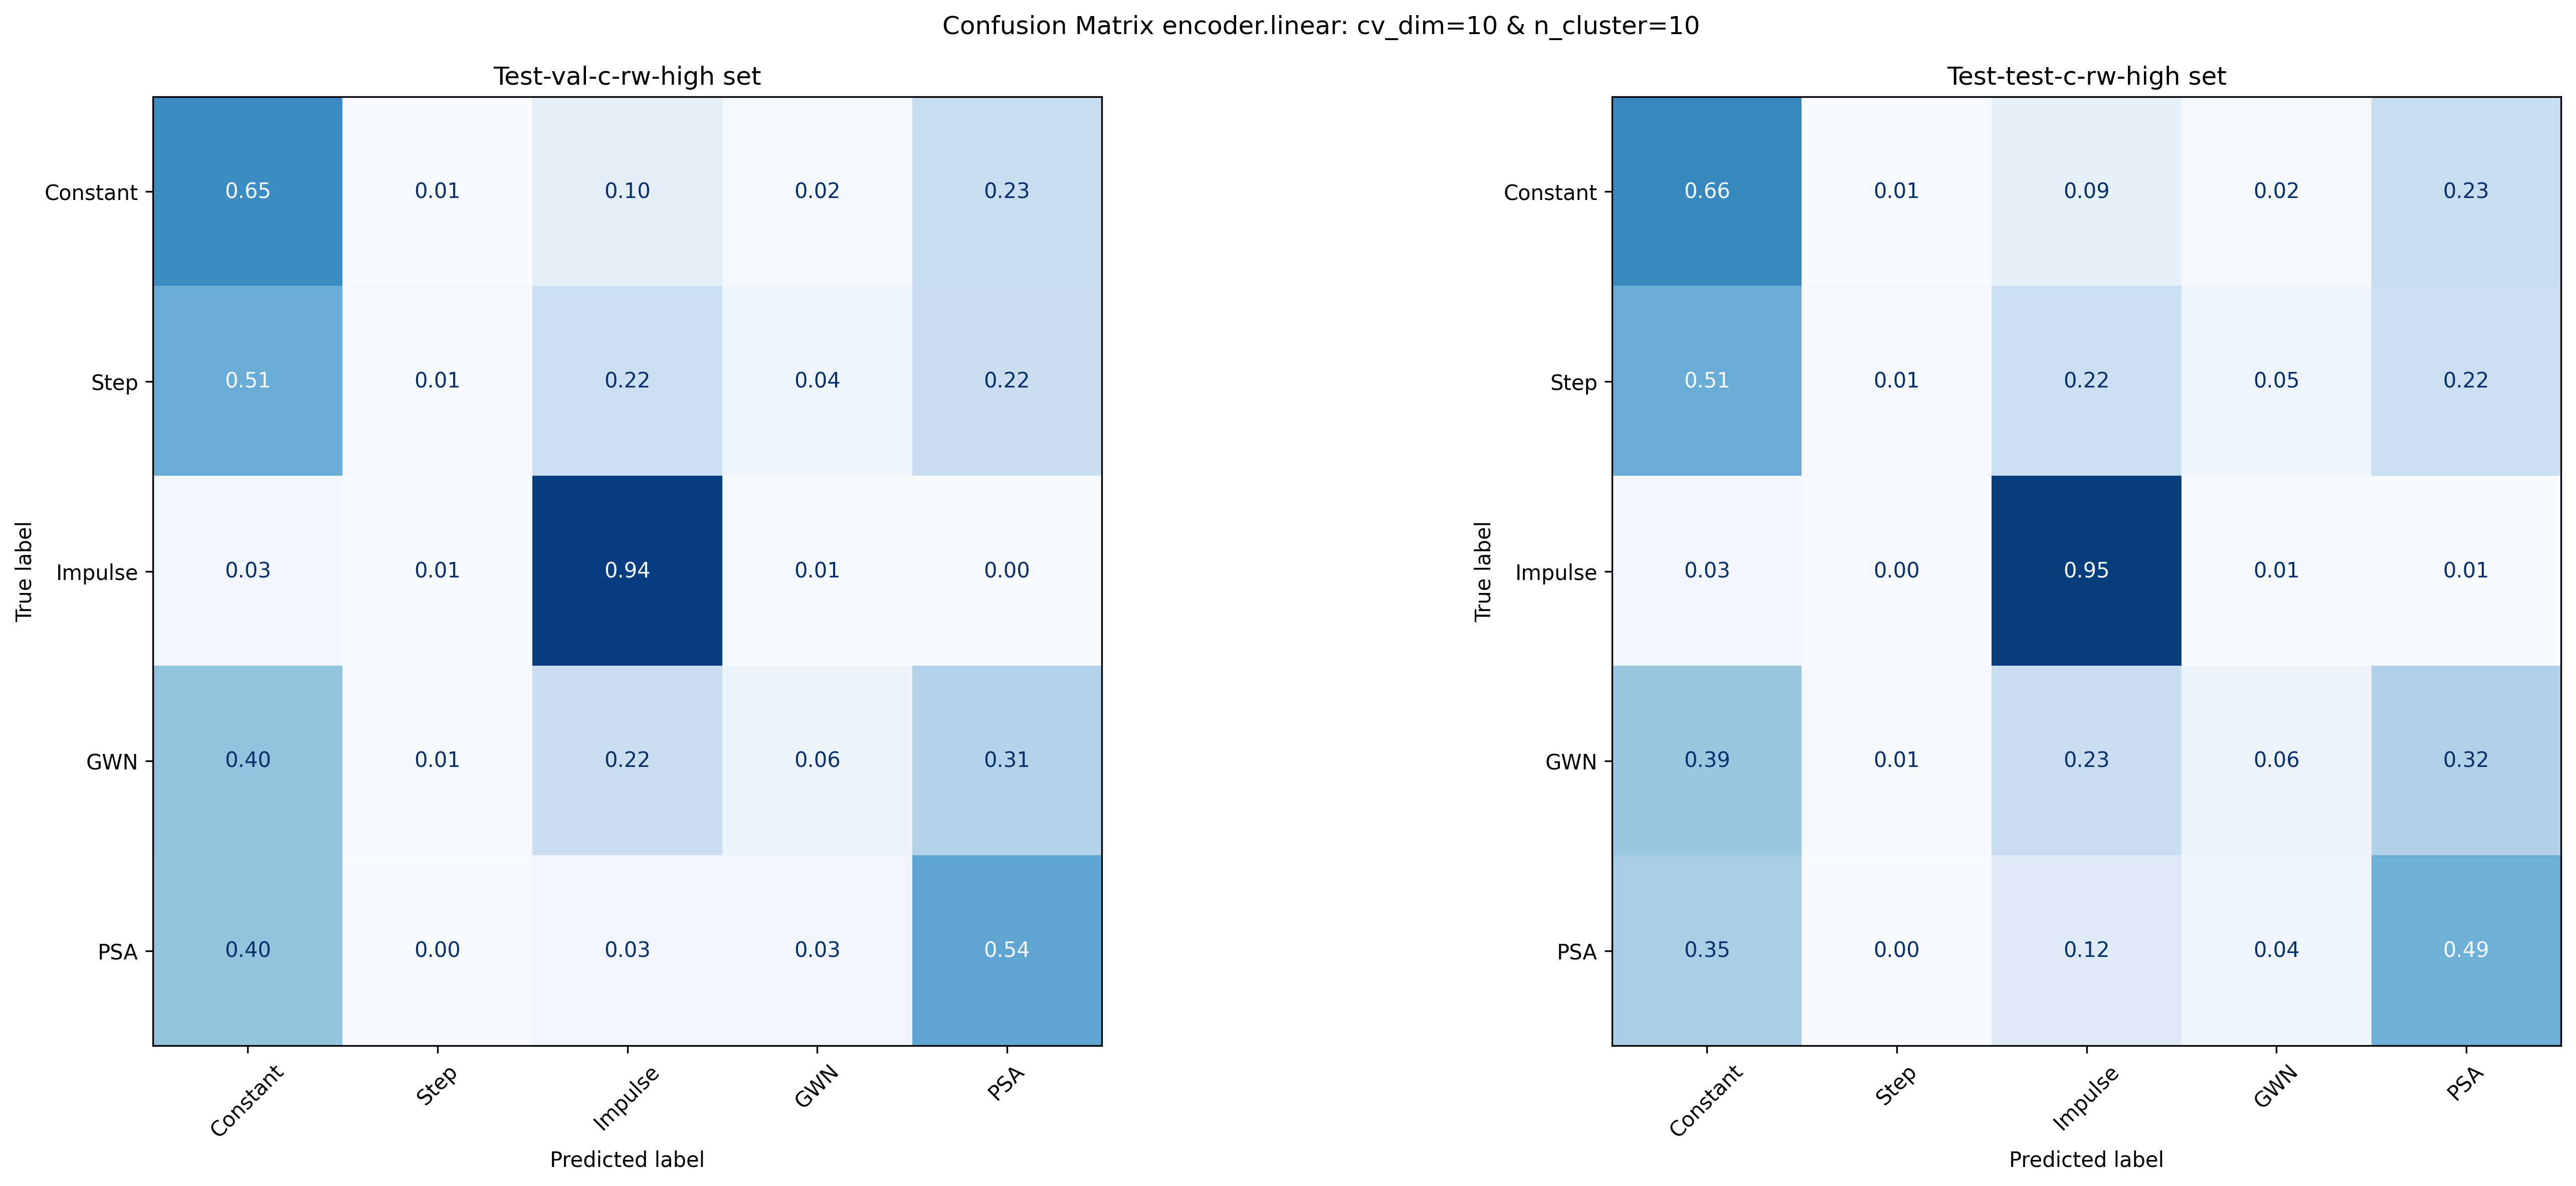 Confusion Matrix encoder.linear: cv_dim=10 & n_cluster=10
Test-val-c-rw-high set
True label
Constant 0.65 0.01 0.10 0.02 0.23
Step 0.51 0.01 0.22 0.04 0.22
Impulse 0.03 0.01 0.94 0.01 0.00
GWN 0.40 0.01 0.22 0.06 0.31
PSA 0.40 0.00 0.03 0.03 0.54
Constant Step Impulse GWN PSA
Predicted label
Test-test-c-rw-high set
True label
Constant 0.66 0.01 0.09 0.02 0.23
Step 0.51 0.01 0.22 0.05 0.22
Impulse 0.03 0.00 0.95 0.01 0.01
GWN 0.39 0.01 0.23 0.06 0.32
PSA 0.35 0.00 0.12 0.04 0.49
Constant Step Impulse GWN PSA
Predicted label